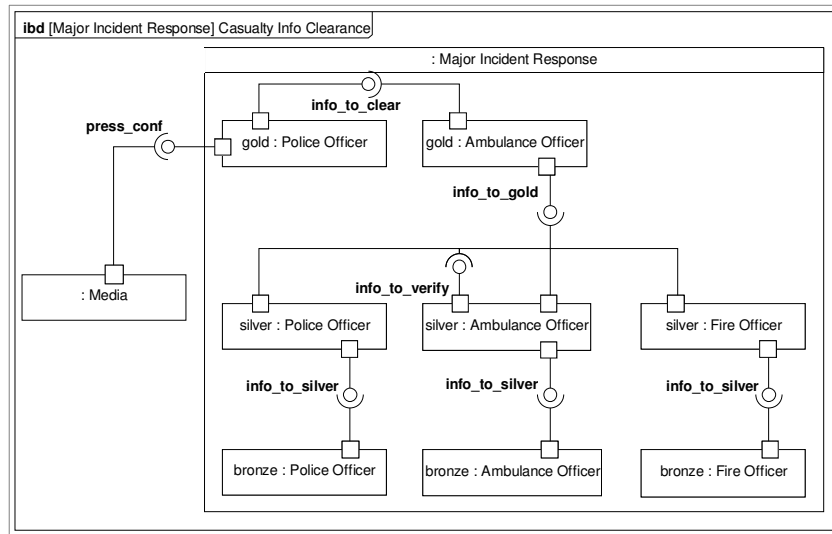 ibd [Major Incident Response] Casualty Info Clearance
: Major Incident Response
info_to_clear
press_conf
gold : Police Officer
gold : Ambulance Officer
info_to_gold
info_to_verify
: Media
silver : Police Officer
silver : Ambulance Officer
silver : Fire Officer
info_to_silver
info_to_silver
info_to_silver
bronze : Police Officer
bronze : Ambulance Officer
bronze : Fire Officer